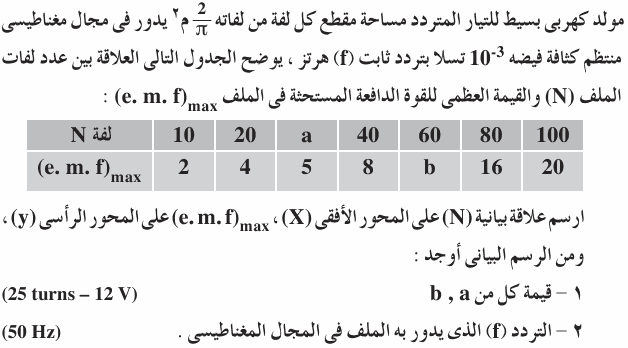 مولد كهربى بسيط للتيار المتردد مساحة مقطع كل لفة من لفاته 2/π م٢ يدور فى مجال مغناطيسى
منتظم كثافة فيضه 10-3 تسلا بتردد ثابت (f) هرتز ، يوضح الجدول التالى العلاقة بين عدد لفات
الملف (N) والقيمة العظمى للقوة الدافعة المستحثة فى الملف (e. m. f)max :
لفة N 10 20 a 40 60 80 100
(e. m. f)max 2 4 5 8 b 16 20
ارسم علاقة بيانية (N) على المحور الأفقى (X) ، (e. m. f)max على المحور الرأسى (y) ،
ومن الرسم البيانى أوجد :
١ – قيمة كل من b , a (25 turns – 12 V)
٢ – التردد (f) الذى يدور به الملف فى المجال المغناطيسى . (50 Hz)